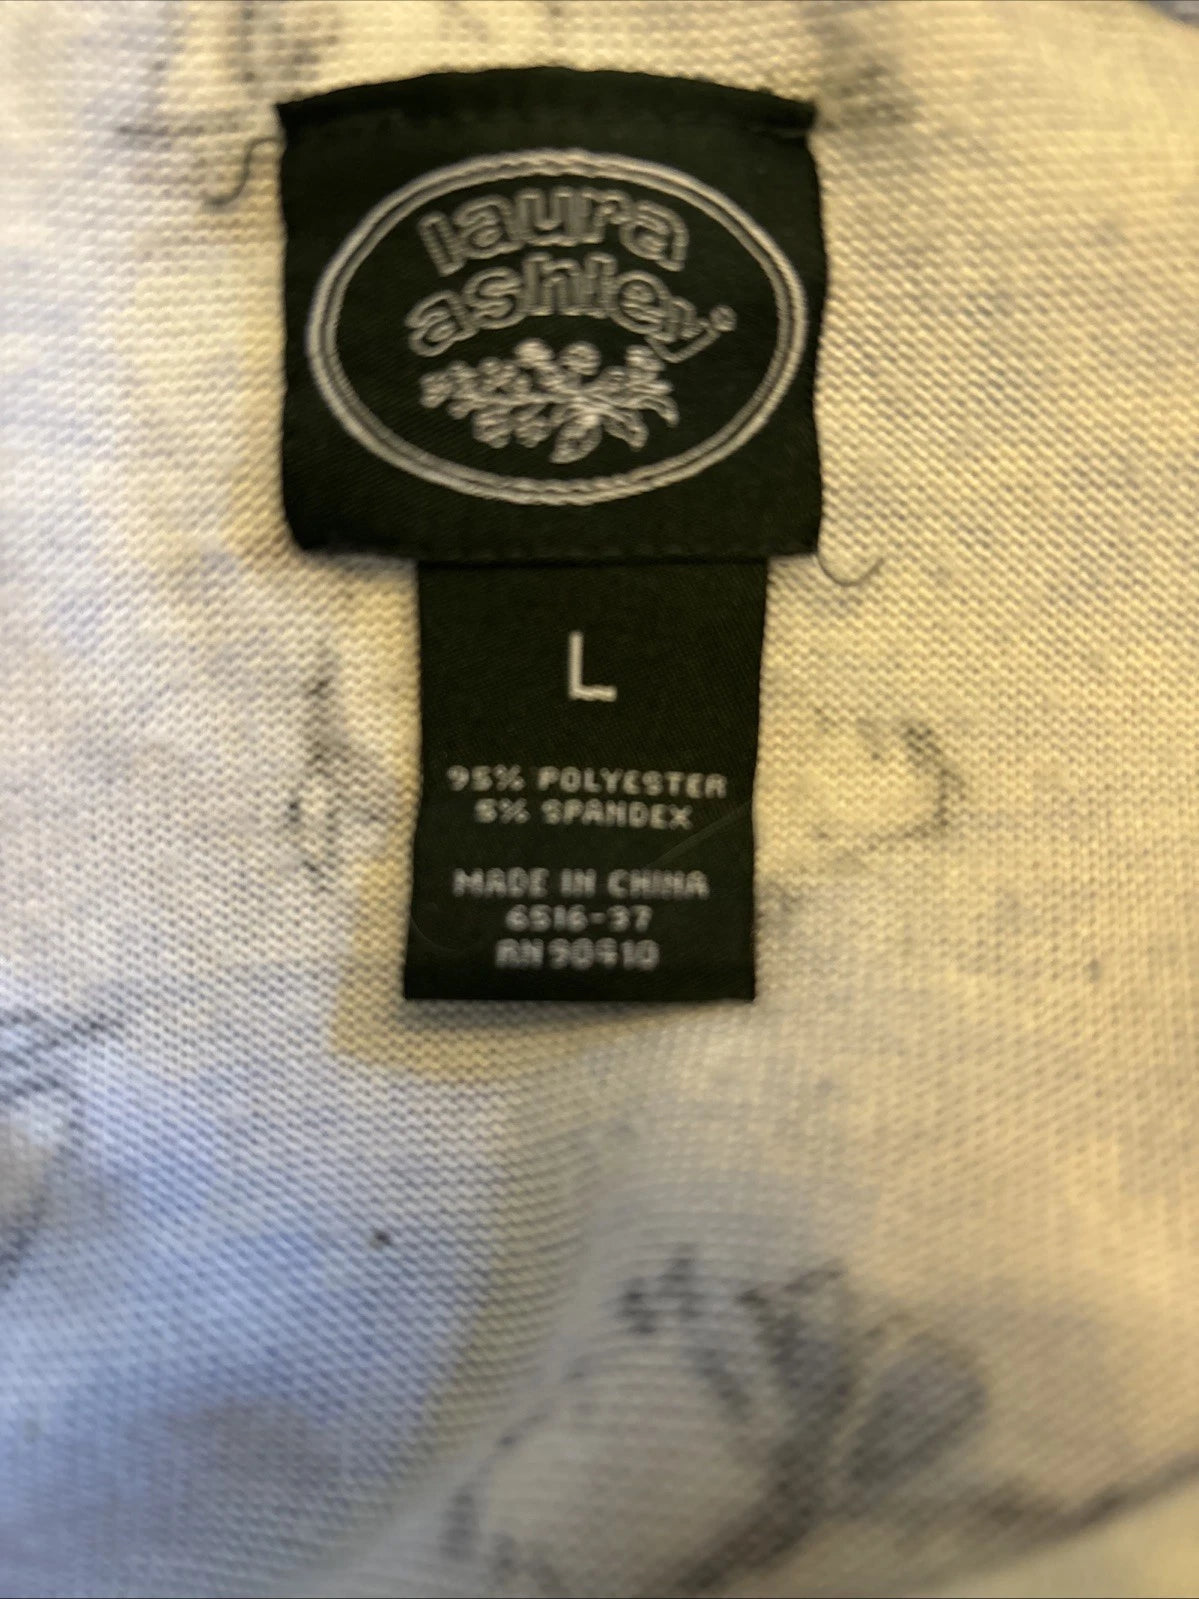 laura
ashley
L
95% POLYESTER
5% SPANDEX
MADE IN CHINA
6516-37